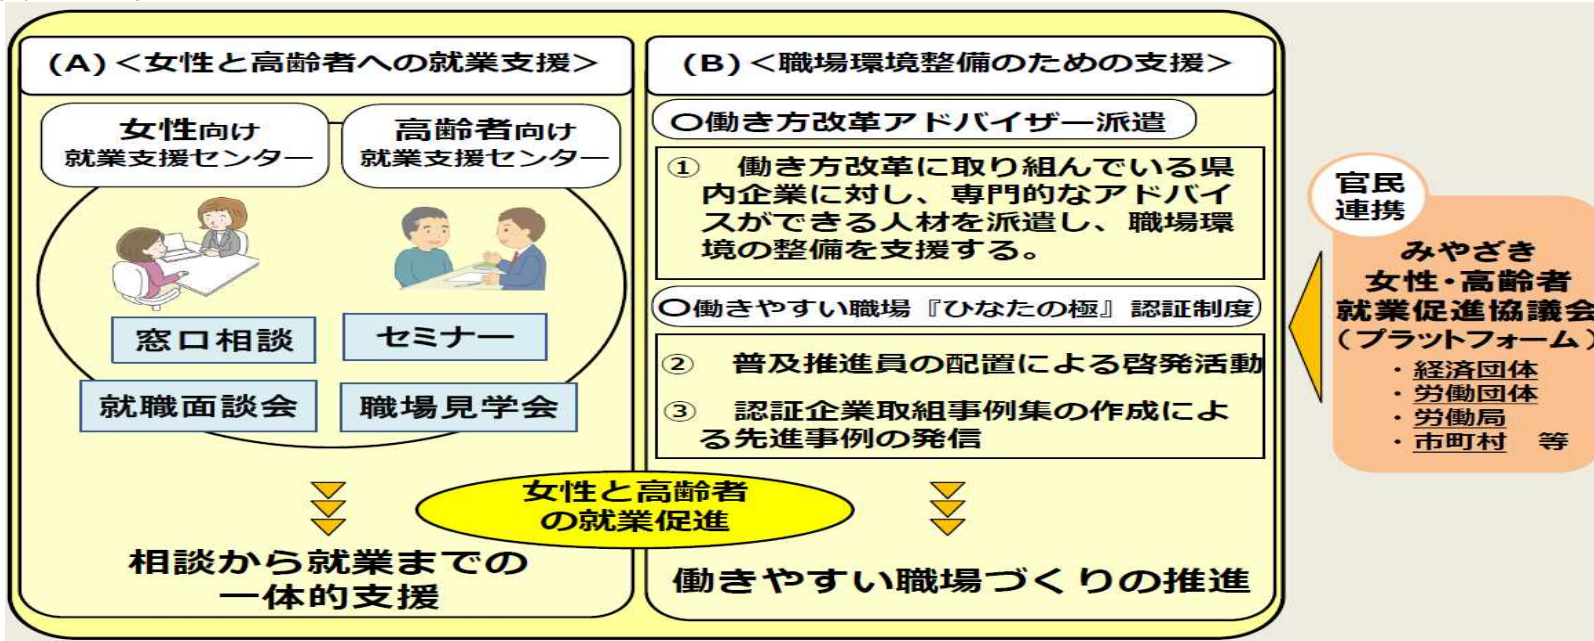 (A)<女性と高齢者への就業支援>
女性向け
就業支援センター
高齢者向け
就業支援センター
窓口相談
セミナー
就職面談会
職場見学会
相談から就業までの
一体的支援
(B)<職場環境整備のための支援>
〇働き方改革アドバイザー派遣
① 働き方改革に取り組んでいる県
内企業に対し、専門的なアドバイ
スができる人材を派遣し、職場環
境の整備を支援する。
〇働きやすい職場『ひなたの極』認証制度
② 普及推進員の配置による啓発活動
③ 認証企業取組事例集の作成によ
る先進事例の発信
働きやすい職場づくりの推進
女性と高齢者
の就業促進
官民
連携
みやざき
女性・高齢者
就業促進協議会
(プラットフォーム)
・経済団体
・労働団体
・労働局
・市町村 等